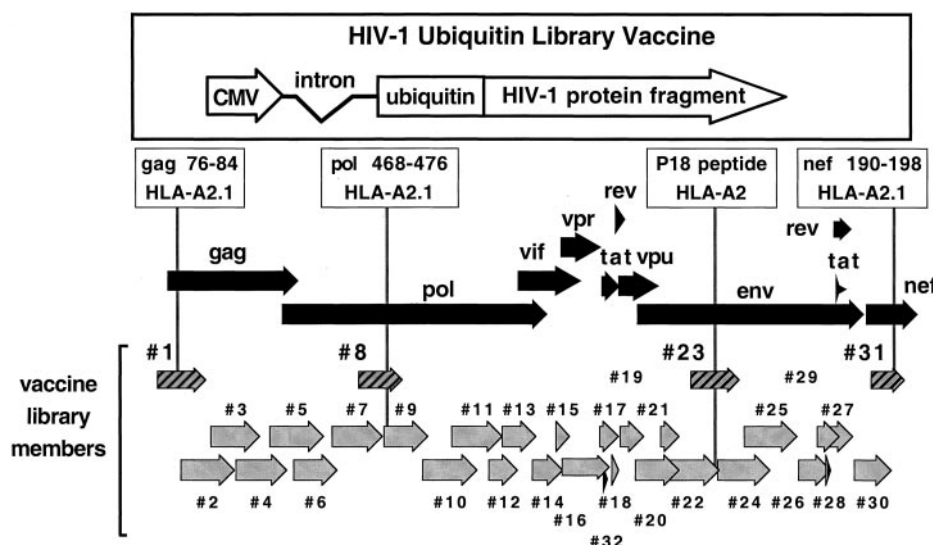 HIV-1 Ubiquitin Library Vaccine
intron
CMV
ubiquitin
HIV-1 protein fragment
gag 76-84
HLA-A2.1
pol 468-476
HLA-A2.1
P18 peptide
HLA-A2
nef 190-198
HLA-A2.1
rev
vpr
rev
gag
vif
tat vpu
tat
pol
env
nef
#1
#8
#23
#31
vaccine
library
members
#19
#29
#3
#5
#7
#9
#11
#13
#15
#17
#21
#25
#27
#2
#4
#6
#10
#12
#14
#18
#22
#24
#26
#28
#30
#16
#20
#32